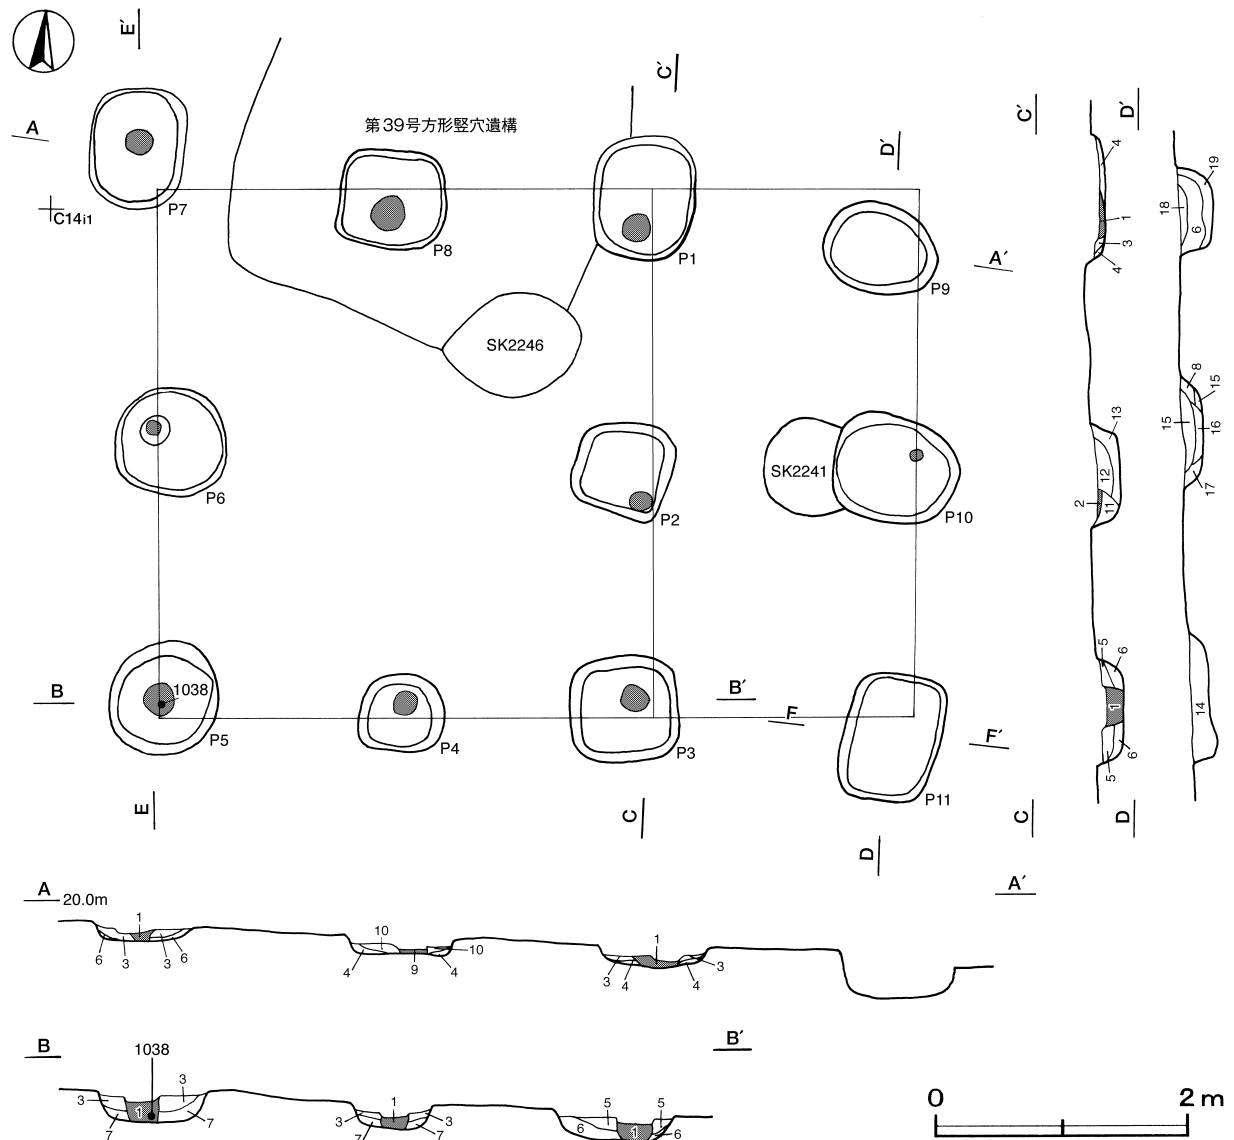 E′
C′
第39号方形竪穴遺構
A
D′
C′
D′
4
19
P7
C14i1
P8
P1
18
1
6
3
4
A′
P9
SK2246
8
15
13
15
16
SK2241
12
17
P6
P2
P10
2
11
5
6
B
1038
B′
F
1
14
P5
P4
P3
F′
6
5
P11
E
C
C
D
D
A 20.0m
A′
1
10
10
1
6
3
3
6
4
9
4
3
4
4
3
B
B′
1038
3
3
1
7
7
1
3
3
7
7
5
5
6
1
6
0
2 m